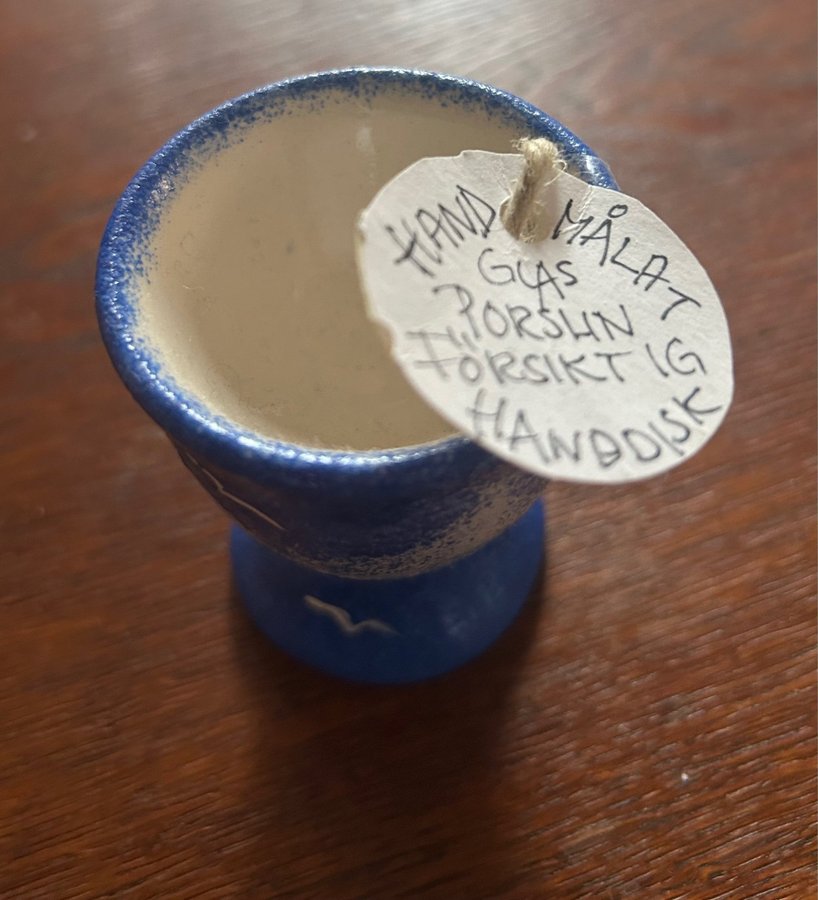 HAND MÅLAT
GLAS
PORSLIN
FÖRSIKTIG
HANDDISK